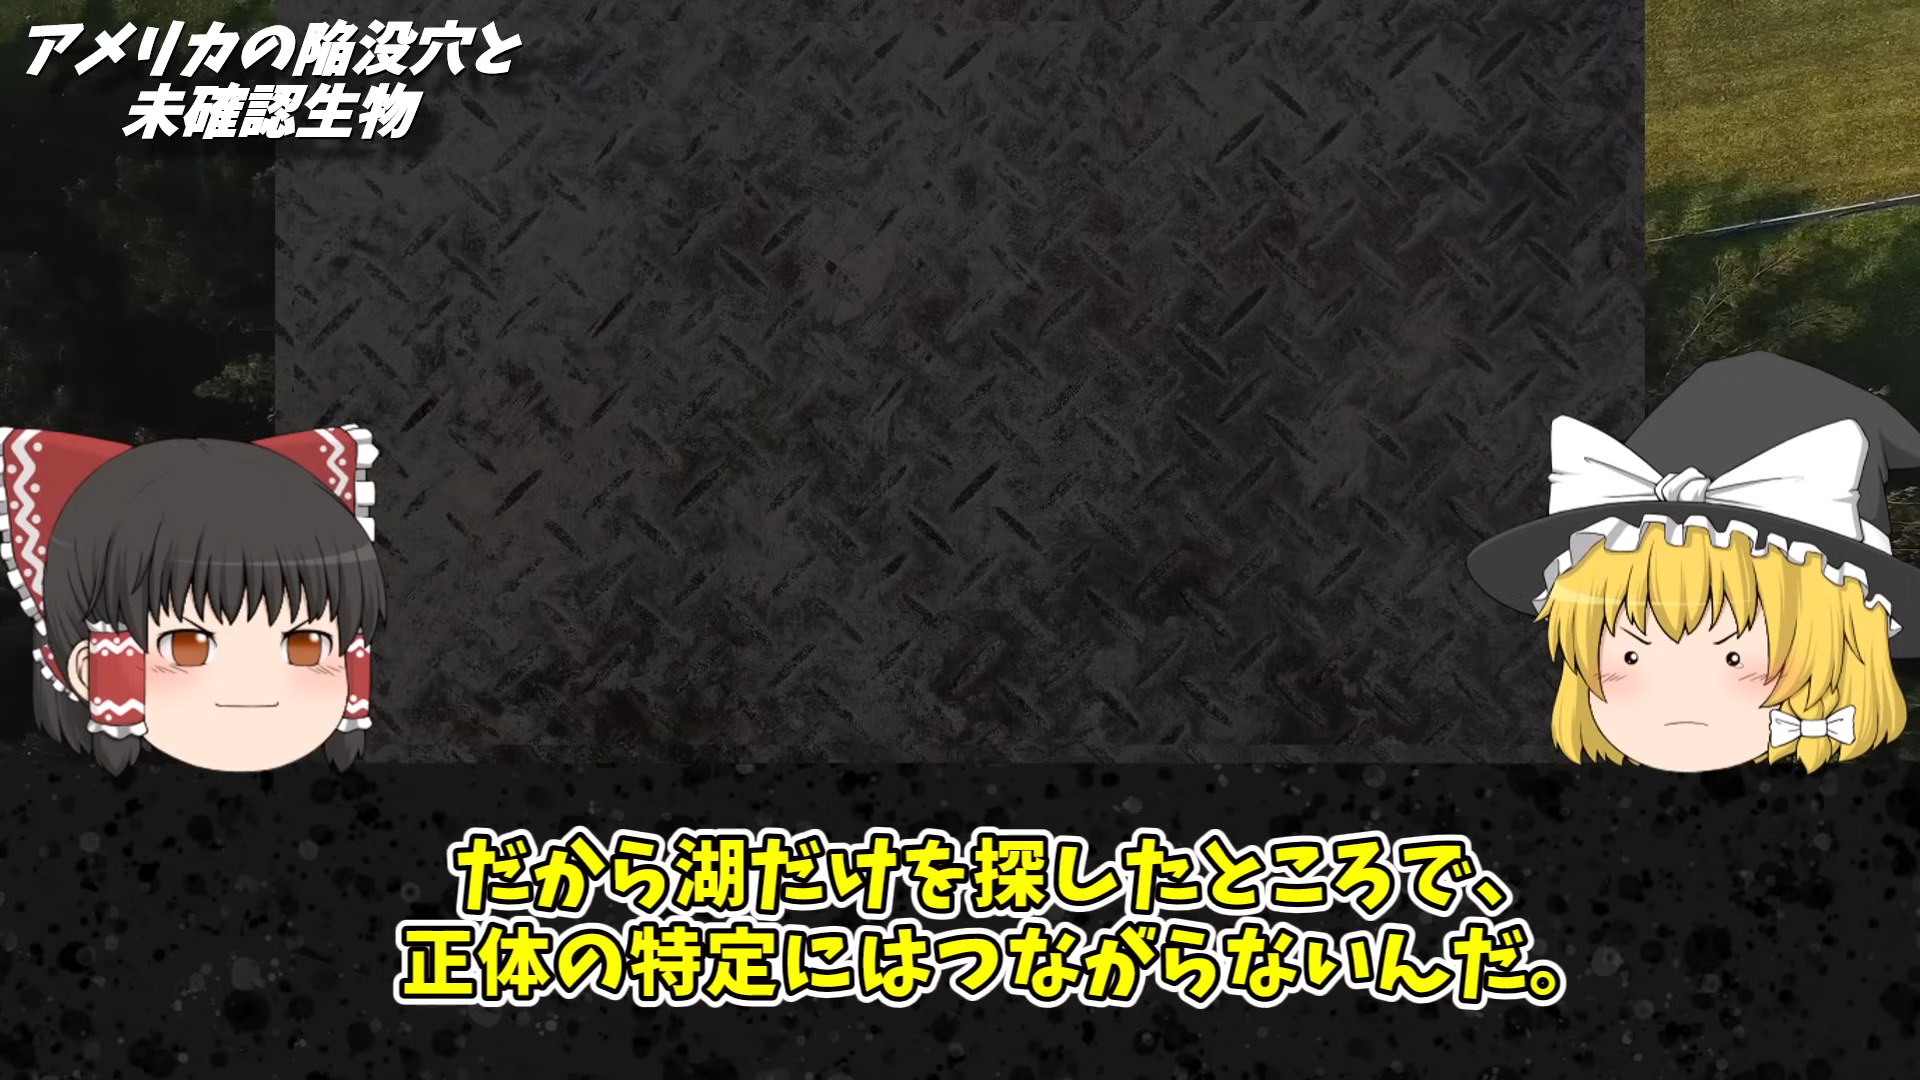 アメリカの陥没穴と
未確認生物
だから湖だけを探したところで、
正体の特定にはつながらないんだ。